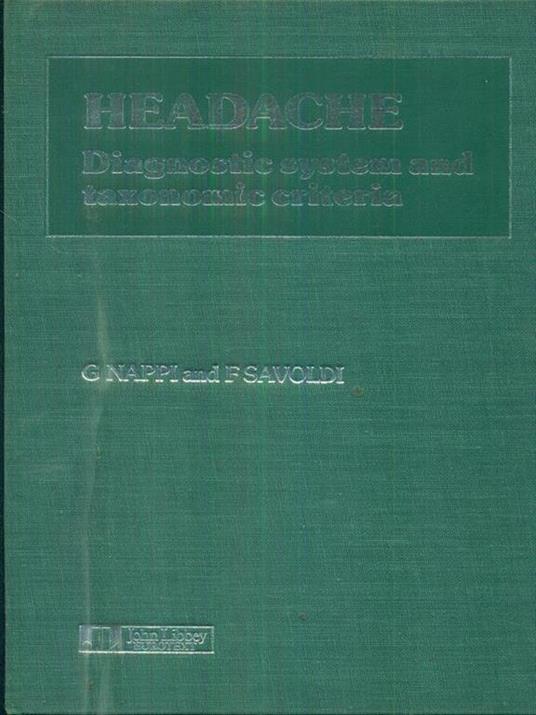 HEADACHE
Diagnostic system and
taxonomic criteria
G NAPPI and F SAVOLDI
John Libbey
EUROTEXT